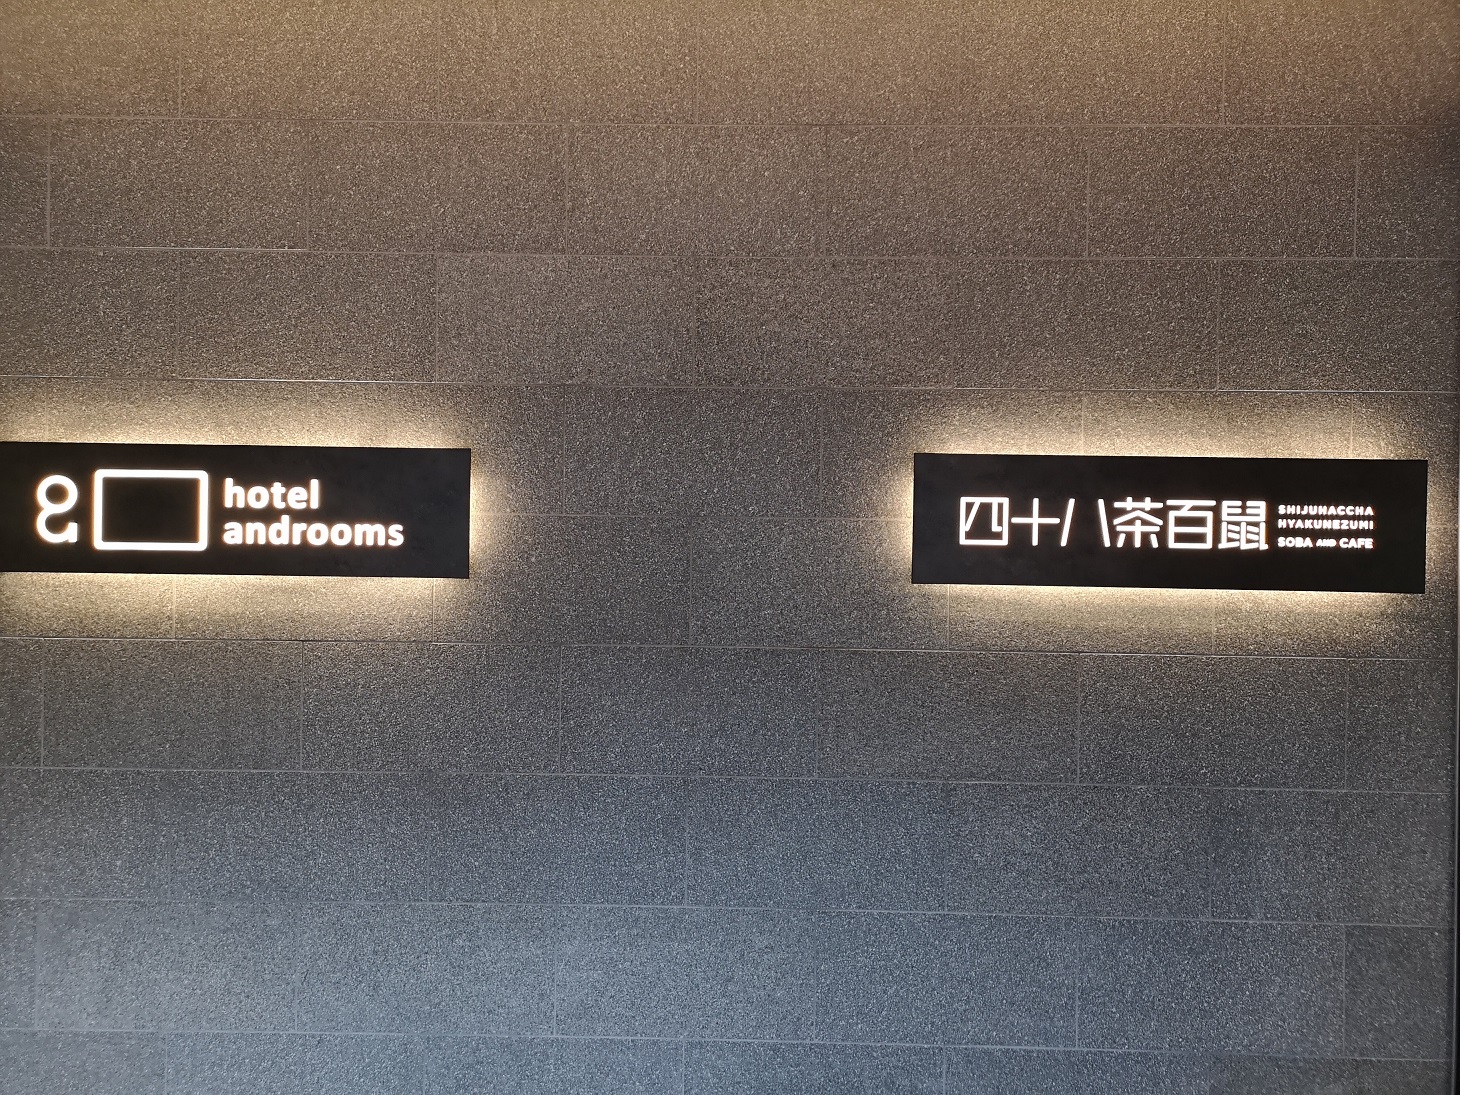 hotel
androoms
四十八茶百鼠
SHIJUHACCHA
HYAKUNEZUMI
SOBA AND CAFE